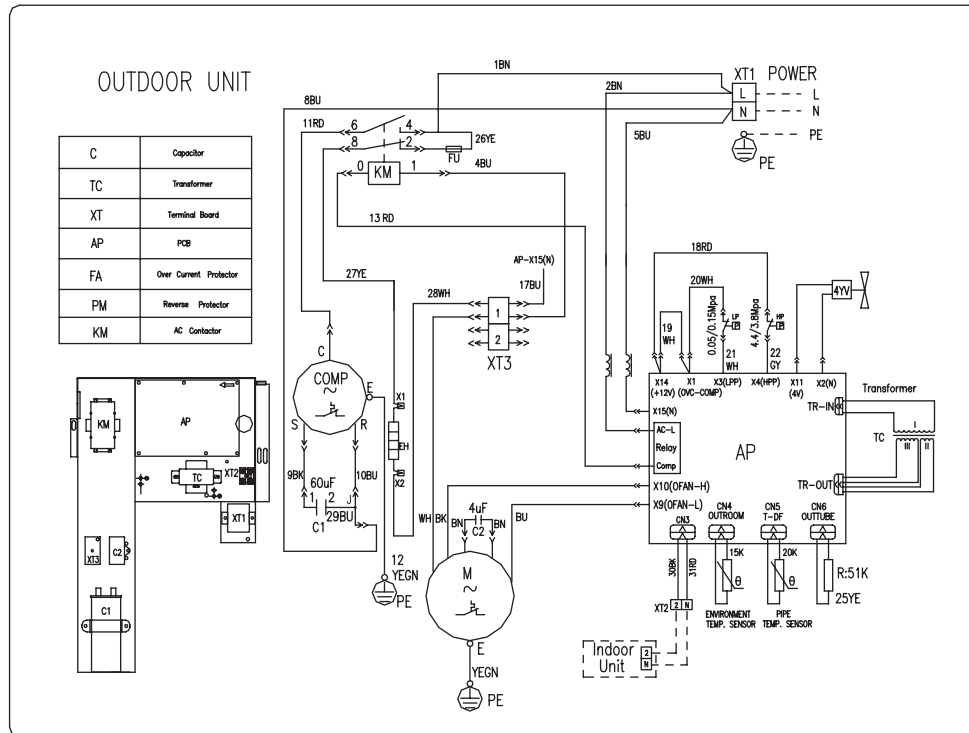 OUTDOOR UNIT
C Capacitor
TC Transformer
XT Terminal Board
AP PCB
FA Over Current Protector
PM Reverse Protector
KM AC Contactor
1BN
XT1 POWER
2BN
L L
8BU
N N
11RD
6 4
26YE
5BU
PE
8 2
FU
PE
0 KM 1
4BU
13 RD
18RD
AP-X15(N)
27YE
17BU
20WH
28WH
4YV
1
2
XT3
19
WH
0.05/0.15Mpa
LP
P
4.4/3.8Mpa
HP
P
21
WH
22
GY
C
COMP
~
E
S R
X1
EH
X2
X14
(+12V)
X1
(OVC-COMP)
X3(LPP)
X4(HPP)
X11
(4V)
X2(N)
Transformer
X15(N)
TR-IN
I
TC
III II
AC-L
Relay
Comp
AP
KM
AP
TC
XT2
XT1
XT3
C2
C1
9BK
60uF
10BU
1 2
J
C1
29BU
TR-OUT
X10(OFAN-H)
X9(OFAN-L)
WH
BK
BN
4uF
C2
BN
BU
CN3
CN4
OUTROOM
CN5
T-DF
CN6
OUTTUBE
12
YEGN
PE
M
~
30BK
31RD
15K
θ
20K
θ
R:51K
25YE
XT2
2 N
ENVIRONMENT
TEMP. SENSOR
PIPE
TEMP. SENSOR
E
Indoor
Unit
2
N
YEGN
PE